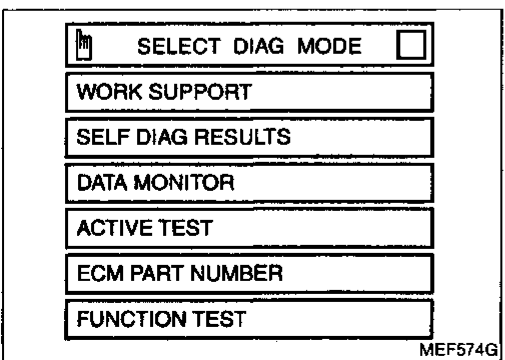 SELECT DIAG MODE
WORK SUPPORT
SELF DIAG RESULTS
DATA MONITOR
ACTIVE TEST
ECM PART NUMBER
FUNCTION TEST
MEF574G